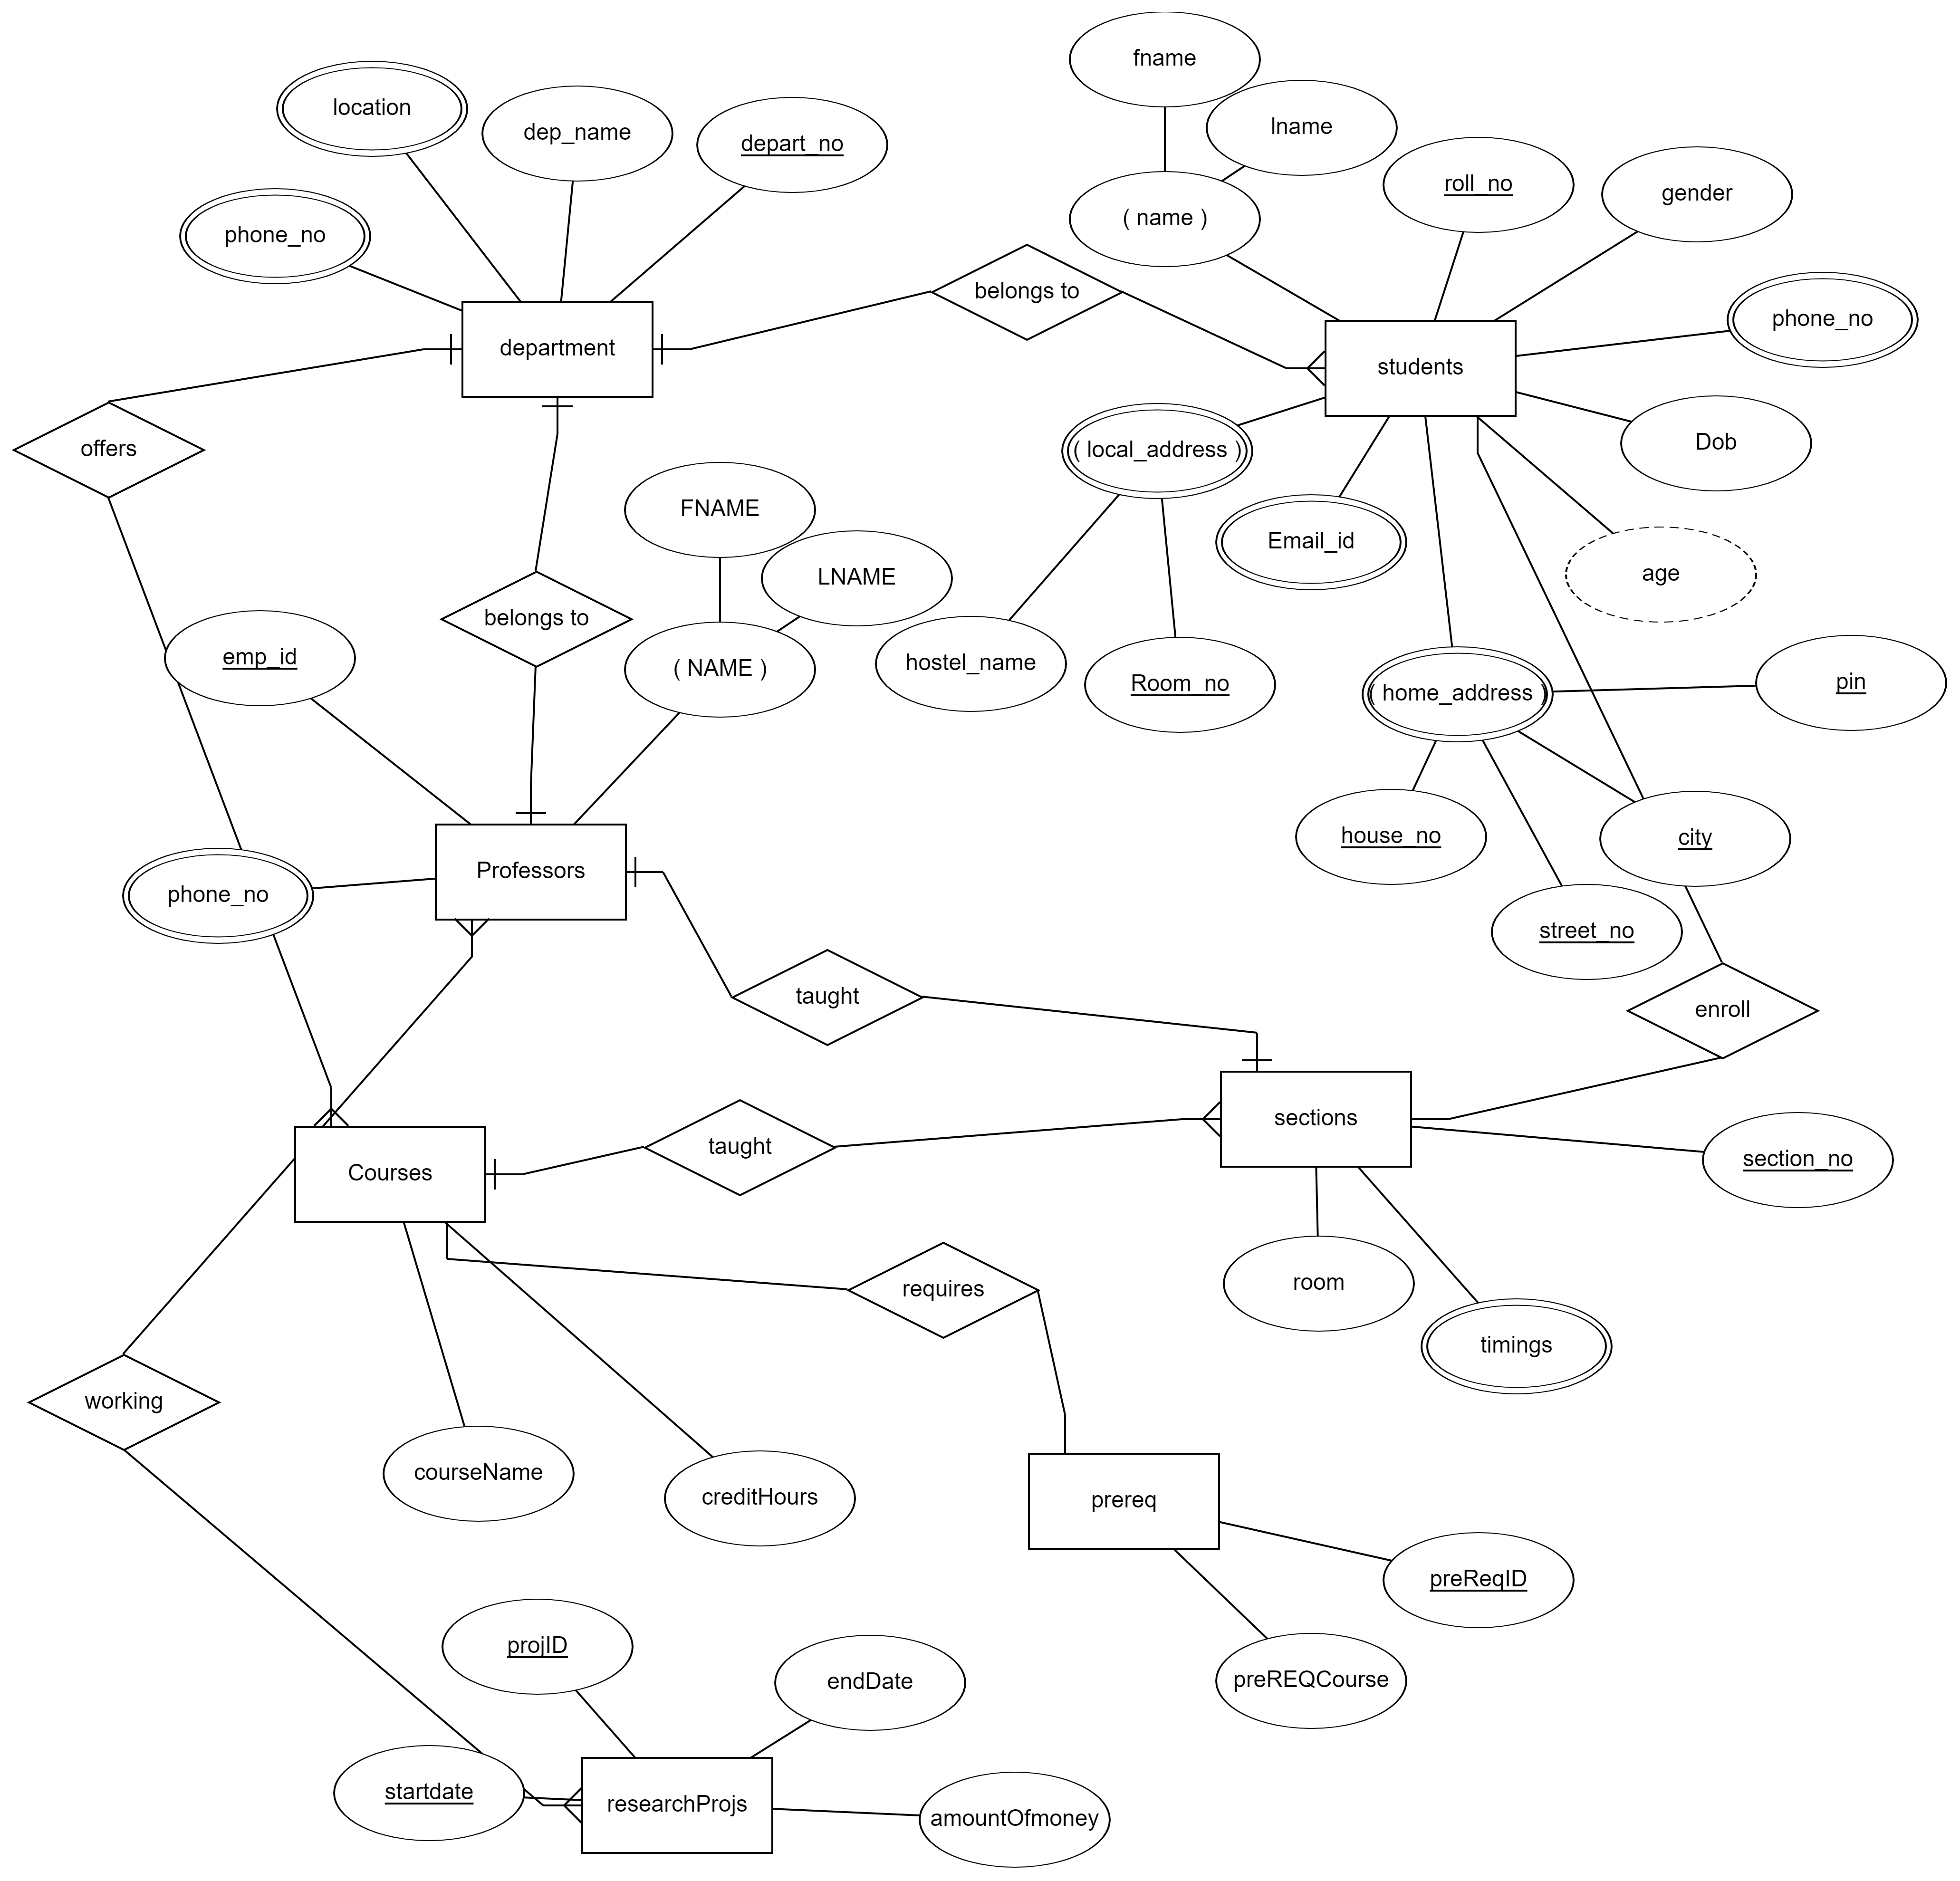 fname
location
lname
dep_name
depart_no
roll_no
gender
( name )
phone_no
belongs to
phone_no
department
students
Dob
offers
( local_address )
FNAME
Email_id
LNAME
age
belongs to
emp_id
( NAME )
hostel_name
Room_no
( home_address )
pin
house_no
city
Professors
phone_no
street_no
taught
enroll
sections
taught
section_no
Courses
room
requires
timings
working
courseName
creditHours
prereq
preReqID
projID
endDate
preREQCourse
startdate
researchProjs
amountOfmoney